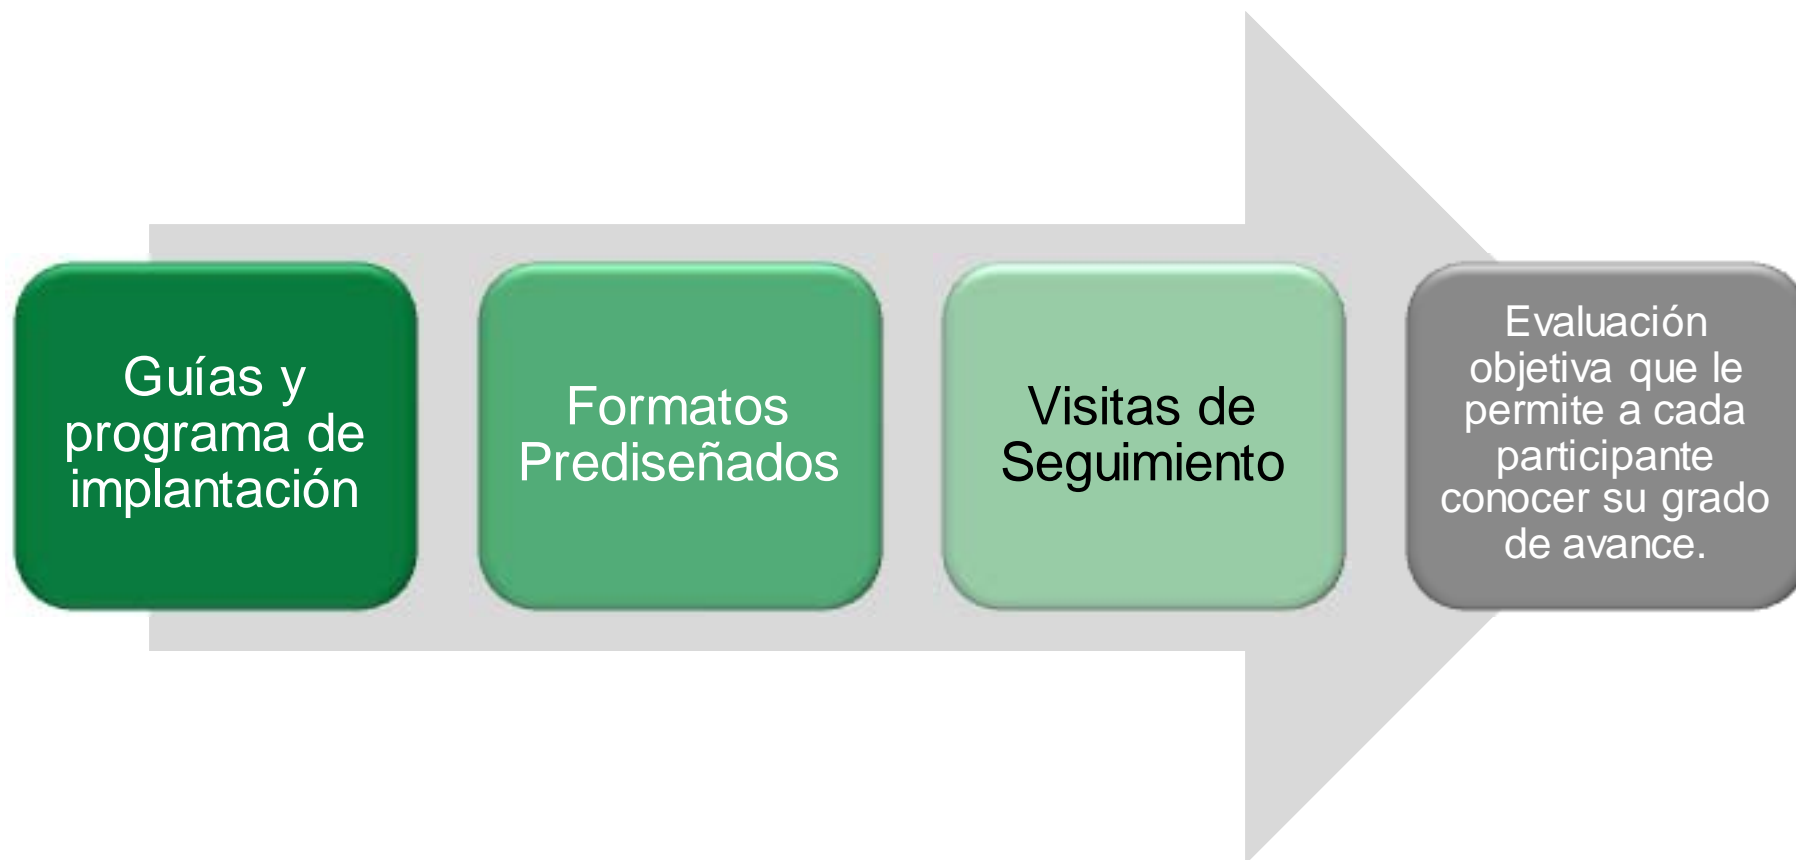 Guías y
programa de
implantación
Formatos
Prediseñados
Visitas de
Seguimiento
Evaluación
objetiva que le
permite a cada
participante
conocer su grado
de avance.